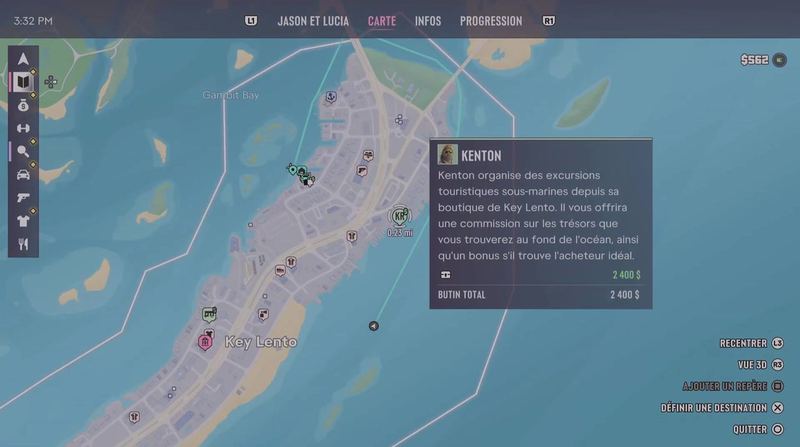 3:32 PM
L1 JASON ET LUCIA CARTE INFOS PROGRESSION R1
$562
Gambit Bay
KENTON
Kenton organise des excursions
touristiques sous-marines depuis sa
boutique de Key Lento. Il vous offrira
une commission sur les trésors que
vous trouverez au fond de l'océan, ainsi
qu'un bonus s'il trouve l'acheteur idéal.
2 400 $
BUTIN TOTAL 2 400 $
KR
0.23 mi
Key Lento
RECENTRER L3
VUE 3D R3
AJOUTER UN REPÈRE
DÉFINIR UNE DESTINATION
QUITTER